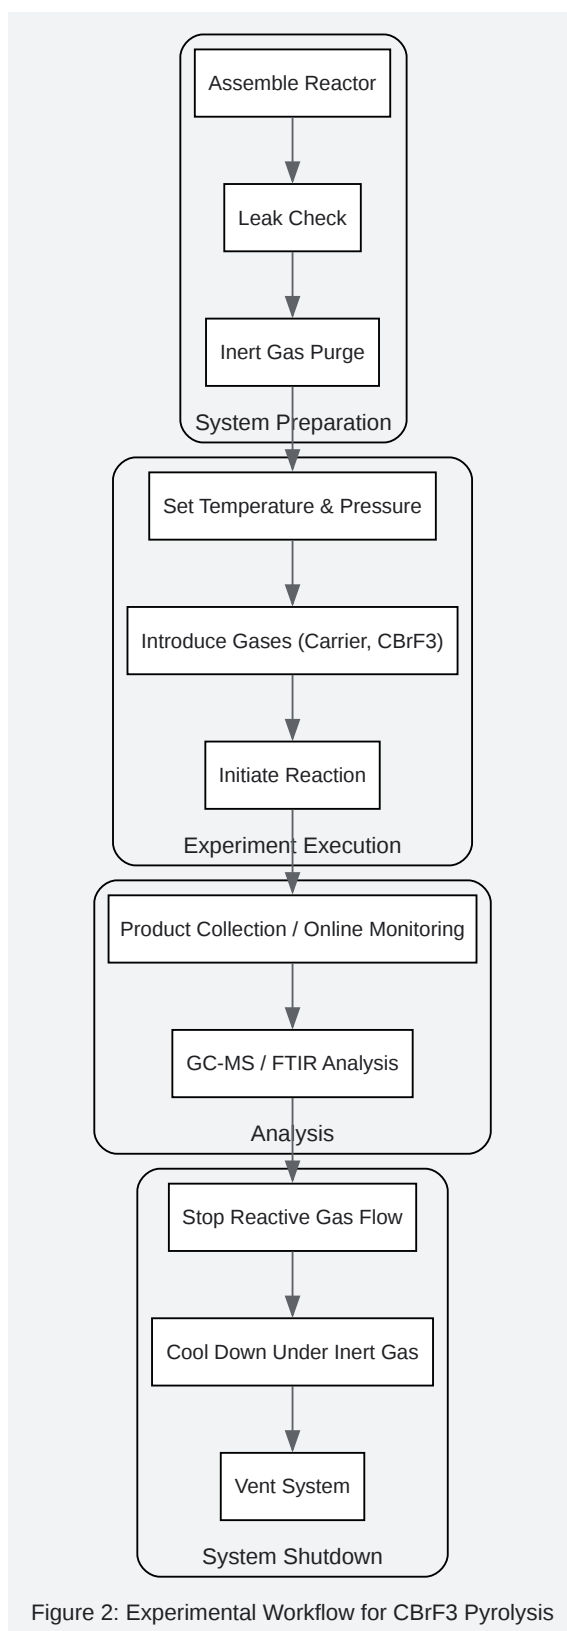 Assemble Reactor
Leak Check
Inert Gas Purge
System Preparation
Set Temperature & Pressure
Introduce Gases (Carrier, CBrF3)
Initiate Reaction
Experiment Execution
Product Collection / Online Monitoring
GC-MS / FTIR Analysis
Analysis
Stop Reactive Gas Flow
Cool Down Under Inert Gas
Vent System
System Shutdown
Figure 2: Experimental Workflow for CBrF3 Pyrolysis